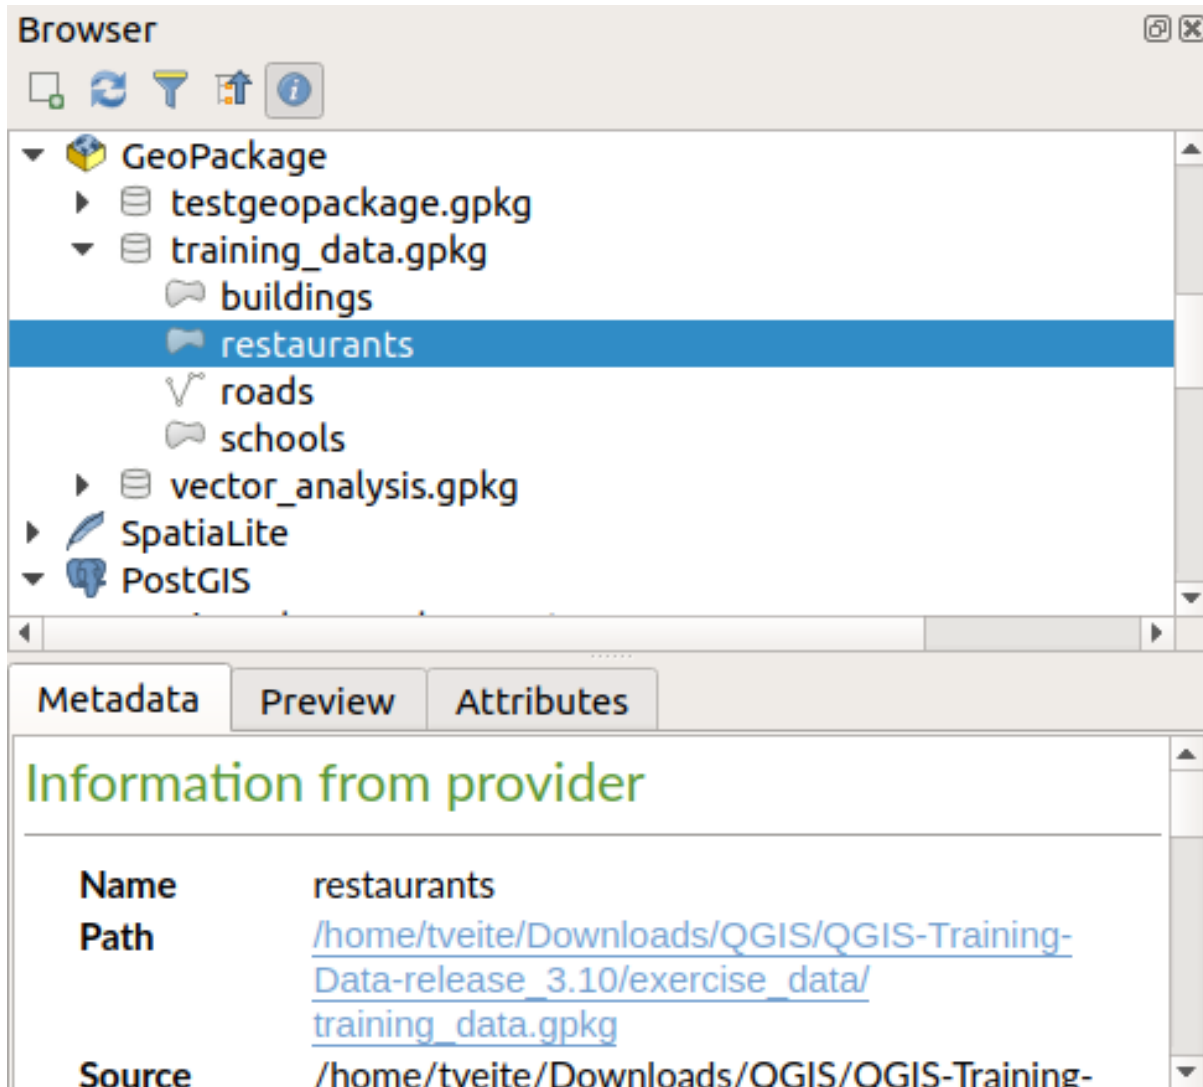 Browser
GeoPackage
testgeopackage.gpkg
training_data.gpkg
buildings
restaurants
roads
schools
vector_analysis.gpkg
SpatiaLite
PostGIS
Metadata Preview Attributes
Information from provider
Name restaurants
Path /home/tveite/Downloads/QGIS/QGIS-Training-
Data-release_3.10/exercise_data/
training_data.gpkg
Source /home/tveite/Downloads/QGIS/QGIS-Training-